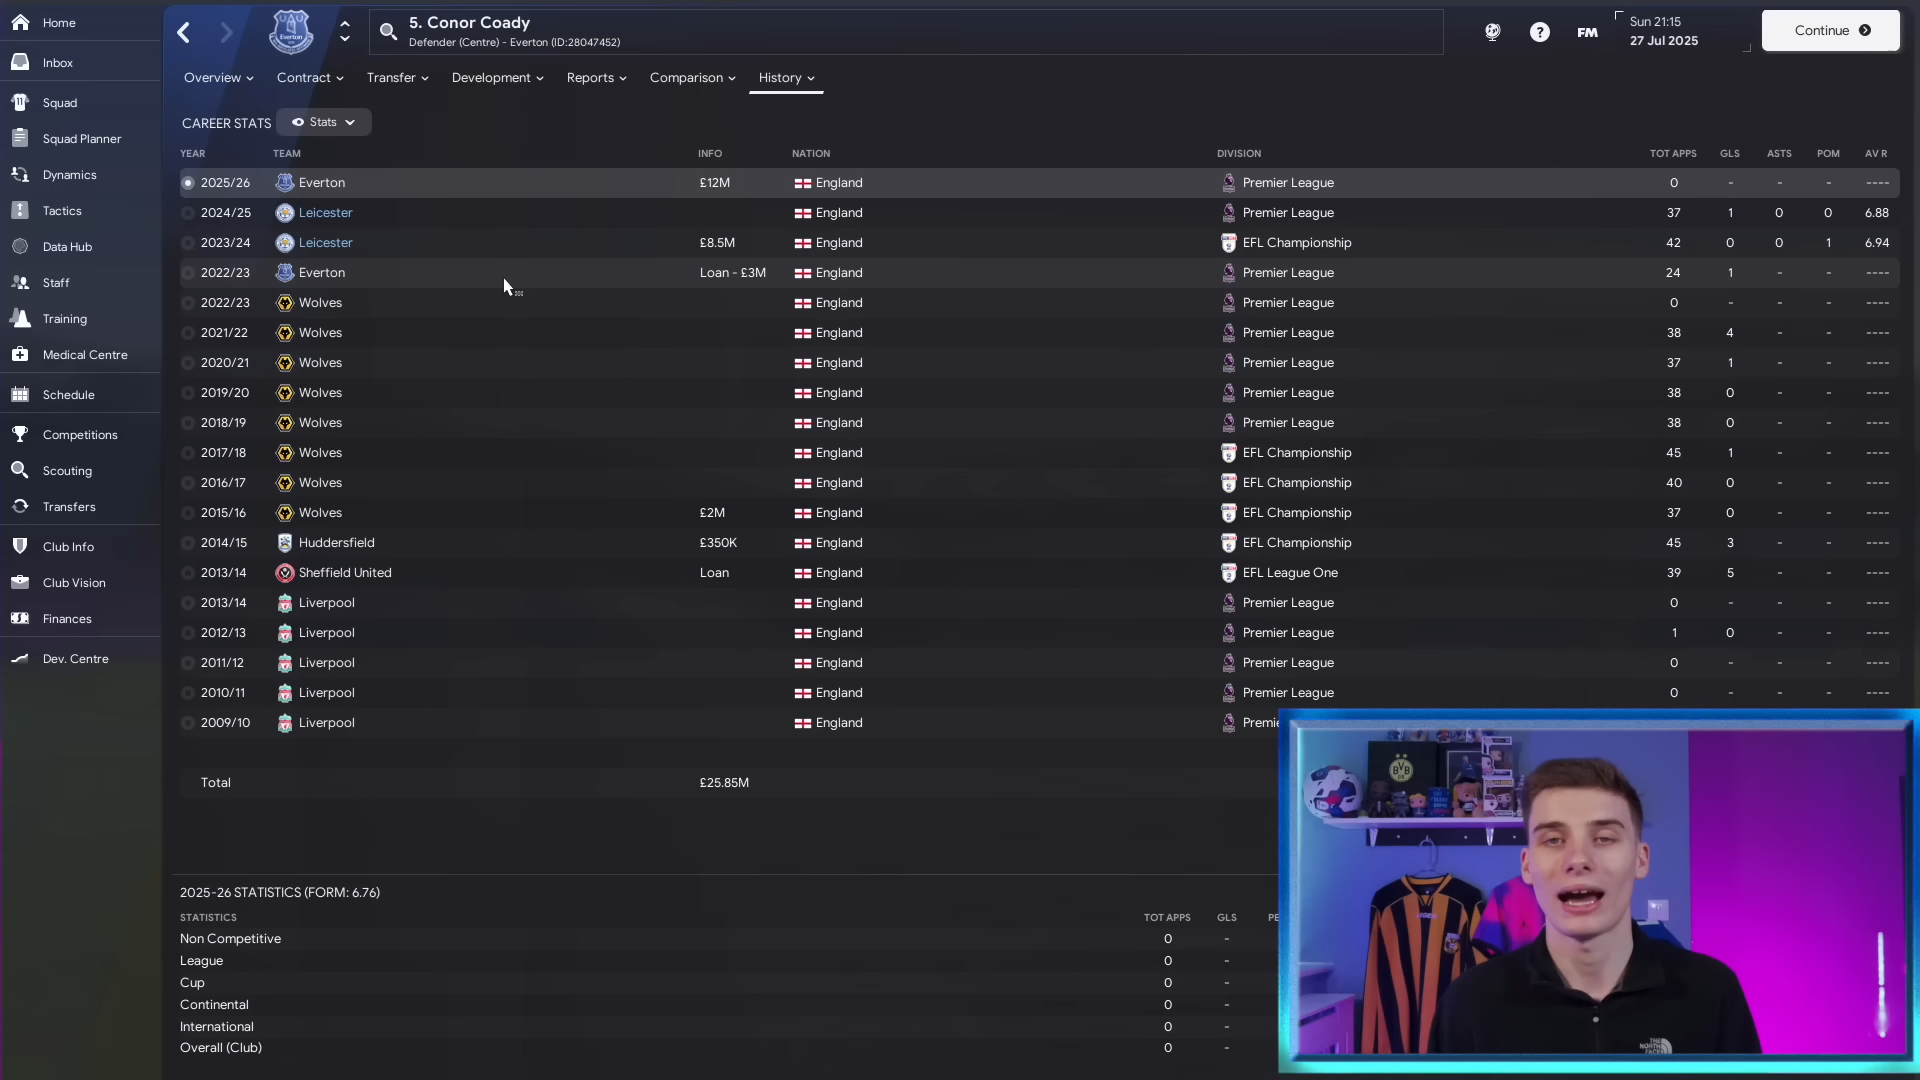 Home
Inbox
Squad
Squad Planner
Dynamics
Tactics
Data Hub
Staff
Training
Medical Centre
Schedule
Competitions
Scouting
Transfers
Club Info
Club Vision
Finances
Dev. Centre
Everton
5. Conor Coady
Defender (Centre) - Everton (ID:28047452)
?
FM
Sun 21:15
27 Jul 2025
Continue
Overview Contract Transfer Development Reports Comparison History
CAREER STATS Stats
YEAR TEAM INFO NATION DIVISION TOT APPS GLS ASTS POM AV R
2025/26 Everton £12M England Premier League 0 - - - ----
2024/25 Leicester England Premier League 37 1 0 0 6.88
2023/24 Leicester £8.5M England EFL Championship 42 0 0 1 6.94
2022/23 Everton Loan - £3M England Premier League 24 1 - - ----
2022/23 Wolves England Premier League 0 - - - ----
2021/22 Wolves England Premier League 38 4 - - ----
2020/21 Wolves England Premier League 37 1 - - ----
2019/20 Wolves England Premier League 38 0 - - ----
2018/19 Wolves England Premier League 38 0 - - ----
2017/18 Wolves England EFL Championship 45 1 - - ----
2016/17 Wolves England EFL Championship 40 0 - - ----
2015/16 Wolves £2M England EFL Championship 37 0 - - ----
2014/15 Huddersfield £350K England EFL Championship 45 3 - - ----
2013/14 Sheffield United Loan England EFL League One 39 5 - - ----
2013/14 Liverpool England Premier League 0 - - - ----
2012/13 Liverpool England Premier League 1 0 - - ----
2011/12 Liverpool England Premier League 0 - - - ----
2010/11 Liverpool England Premier League 0 - - - ----
2009/10 Liverpool England Premie
Total £25.85M
2025-26 STATISTICS (FORM: 6.76)
STATISTICS TOT APPS GLS PE
Non Competitive 0 -
League 0 -
Cup 0 -
Continental 0 -
International 0 -
Overall (Club) 0 -
BVB
09
THE
NORTH
FACE